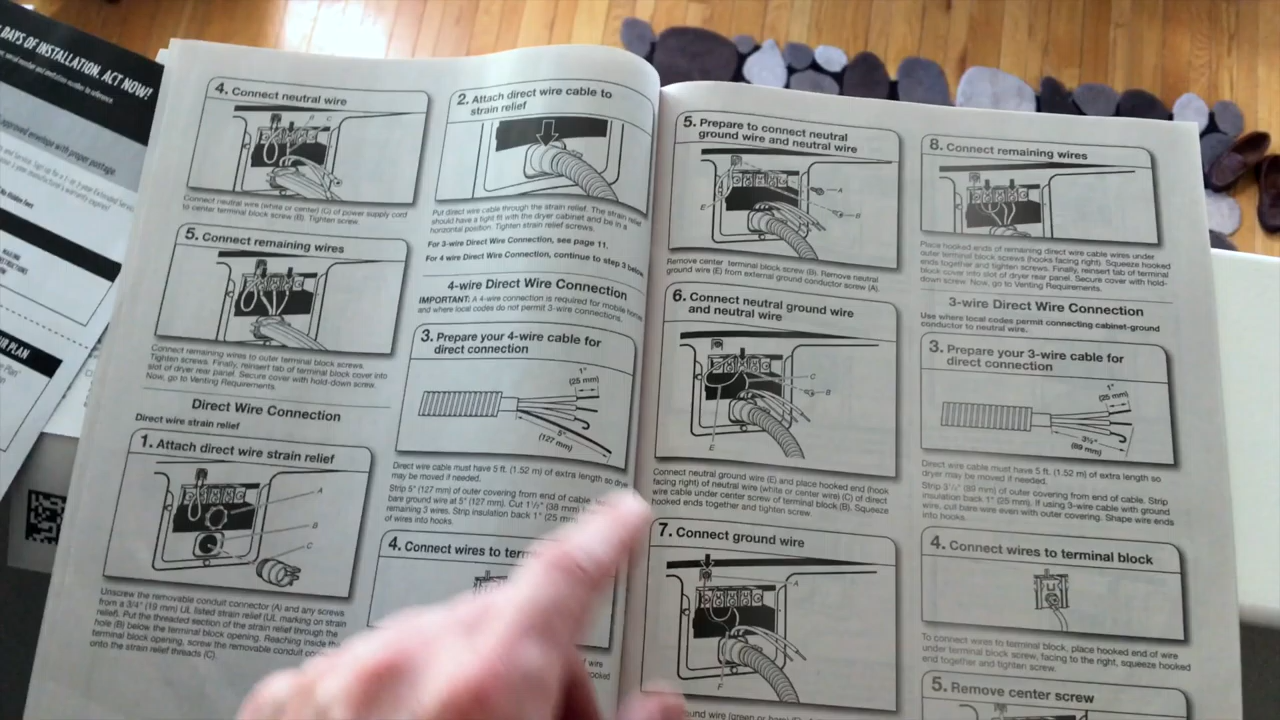 DAYS OF INSTALLATION. ACT NOW!
approved envelope with proper postage.
4. Connect neutral wire
Connect neutral wire (white or center) (C) of power supply cord
to center terminal block screw (B). Tighten screw.
5. Connect remaining wires
Connect remaining wires to outer terminal block screws.
Tighten screws. Finally, reinsert tab of terminal block cover into
slot of dryer rear panel. Secure cover with hold-down screw.
Now, go to Venting Requirements.
Direct Wire Connection
Direct wire strain relief
1. Attach direct wire strain relief
A
B
C
Unscrew the removable conduit connector (A) and any screws
from a 3/4" (19 mm) UL listed strain relief (UL marking on strain
relief). Put the threaded section of the strain relief through the
hole (B) below the terminal block opening. Reaching inside the
terminal block opening, screw the removable conduit
onto the strain relief threads (C).
2. Attach direct wire cable to
strain relief
Put direct wire cable through the strain relief. The strain relief
should have a tight fit with the dryer cabinet and be in a
horizontal position. Tighten strain relief screws.
For 3-wire Direct Wire Connection, see page 11.
For 4 wire Direct Wire Connection, continue to step 3 below.
4-wire Direct Wire Connection
IMPORTANT: A 4-wire connection is required for mobile homes
and where local codes do not permit 3-wire connections.
3. Prepare your 4-wire cable for
direct connection
1"
(25 mm)
5"
(127 mm)
Direct wire cable must have 5 ft. (1.52 m) of extra length so dryer
may be moved if needed.
Strip 5" (127 mm) of outer covering from end of cable,
bare ground wire at 5" (127 mm). Cut 1½" (38 mm)
remaining 3 wires. Strip insulation back 1" (25 mm
of wires into hooks.
4. Connect wires to
5. Prepare to connect neutral
ground wire and neutral wire
A
B
E
Remove center terminal block screw (B). Remove neutral
ground wire (E) from external ground conductor screw (A).
6. Connect neutral ground wire
and neutral wire
C
B
E
Connect neutral ground wire (E) and place hooked end (hook
facing right) of neutral wire (white or center wire) (C) of direct
wire cable under center screw of terminal block (B). Squeeze
hooked ends together and tighten screw.
7. Connect ground wire
A
F
8. Connect remaining wires
Place hooked ends of remaining direct wire cable wires under
outer terminal block screws (hooks facing right). Squeeze hooked
ends together and tighten screws. Finally, reinsert tab of terminal
block cover into slot of dryer rear panel. Secure cover with hold-
down screw. Now, go to Venting Requirements.
3-wire Direct Wire Connection
Use where local codes permit connecting cabinet-ground
conductor to neutral wire.
3. Prepare your 3-wire cable for
direct connection
1"
(25 mm)
3½"
(89 mm)
Direct wire cable must have 5 ft. (1.52 m) of extra length so
dryer may be moved if needed.
Strip 3½" (89 mm) of outer covering from end of cable. Strip
insulation back 1" (25 mm). If using 3-wire cable with ground
wire, cut bare wire even with outer covering. Shape wire ends
into hooks.
4. Connect wires to terminal block
To connect wires to terminal block, place hooked end of wire
under terminal block screw, facing to the right, squeeze hooked
end together and tighten screw.
5. Remove center screw